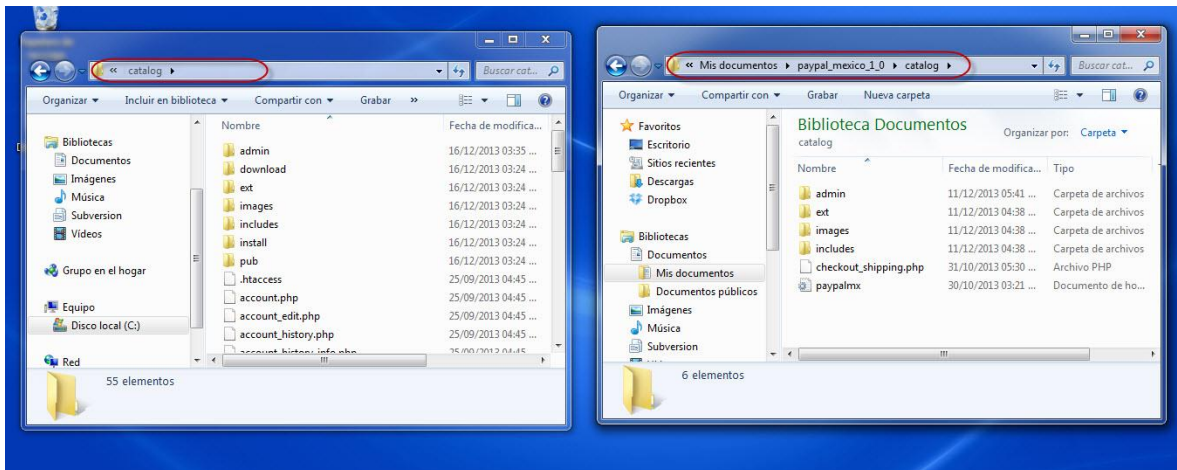 « catalog ▸
Buscar cat...
Organizar ▾ Incluir en biblioteca ▾ Compartir con ▾ Grabar »
Bibliotecas
Documentos
Imágenes
Música
Subversion
Vídeos
Grupo en el hogar
Equipo
Disco local (C:)
Red
Nombre Fecha de modifica...
admin 16/12/2013 03:35 ...
download 16/12/2013 03:24 ...
ext 16/12/2013 03:24 ...
images 16/12/2013 03:24 ...
includes 16/12/2013 03:24 ...
install 16/12/2013 03:24 ...
pub 16/12/2013 03:24 ...
.htaccess 25/09/2013 04:45 ...
account.php 25/09/2013 04:45 ...
account_edit.php 25/09/2013 04:45 ...
account_history.php 25/09/2013 04:45 ...
account_history_info.php 25/09/2013 04:45
55 elementos
« Mis documentos ▸ paypal_mexico_1_0 ▸ catalog ▸
Buscar cat...
Organizar ▾ Compartir con ▾ Grabar Nueva carpeta
Favoritos
Escritorio
Sitios recientes
Descargas
Dropbox
Bibliotecas
Documentos
Mis documentos
Documentos públicos
Imágenes
Música
Subversion
Biblioteca Documentos
catalog
Organizar por: Carpeta ▾
Nombre Fecha de modifica... Tipo
admin 11/12/2013 05:41 ... Carpeta de archivos
ext 11/12/2013 04:38 ... Carpeta de archivos
images 11/12/2013 04:38 ... Carpeta de archivos
includes 11/12/2013 04:38 ... Carpeta de archivos
checkout_shipping.php 31/10/2013 05:30 ... Archivo PHP
paypalmx 30/10/2013 03:21 ... Documento de ho...
6 elementos